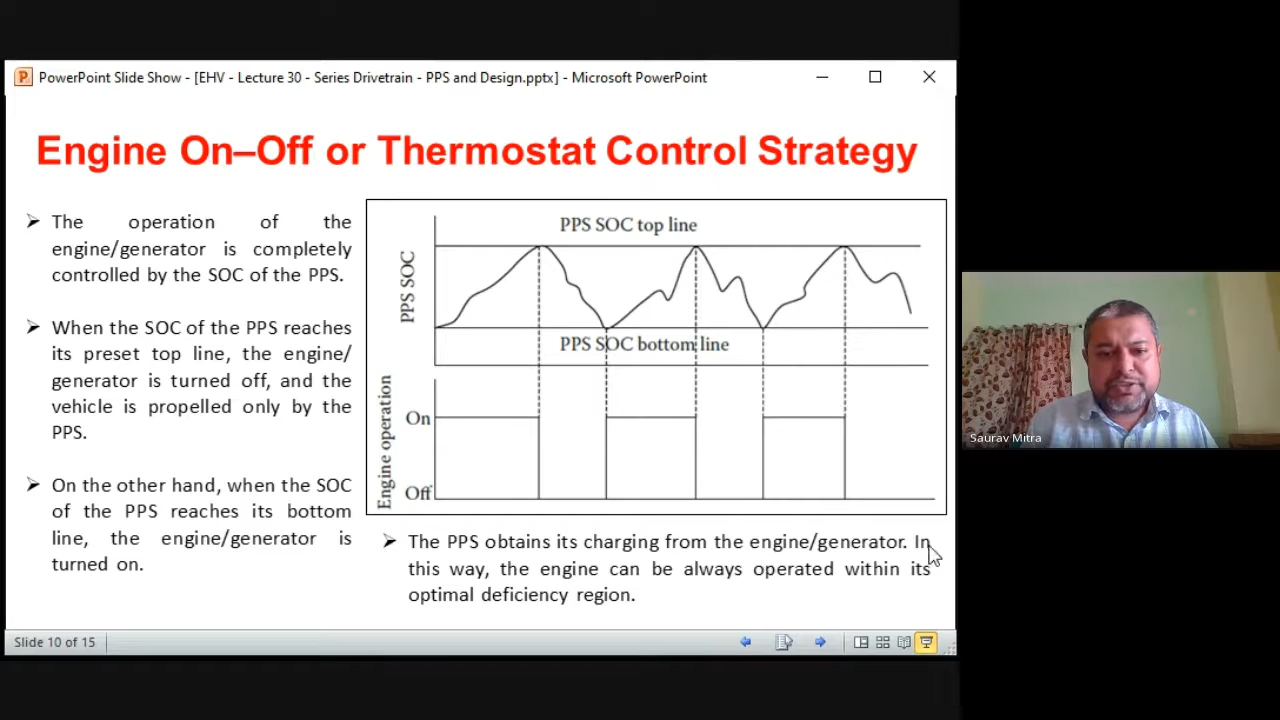 PowerPoint Slide Show - [EHV - Lecture 30 - Series Drivetrain - PPS and Design.pptx] - Microsoft PowerPoint
Engine On–Off or Thermostat Control Strategy
➢ The operation of the
engine/generator is completely
controlled by the SOC of the PPS.
➢ When the SOC of the PPS reaches
its preset top line, the engine/
generator is turned off, and the
vehicle is propelled only by the
PPS.
➢ On the other hand, when the SOC
of the PPS reaches its bottom
line, the engine/generator is
turned on.
PPS SOC top line
PPS SOC
PPS SOC bottom line
Engine operation
On
Off
➢ The PPS obtains its charging from the engine/generator. In
this way, the engine can be always operated within its
optimal deficiency region.
Saurav Mitra
Slide 10 of 15